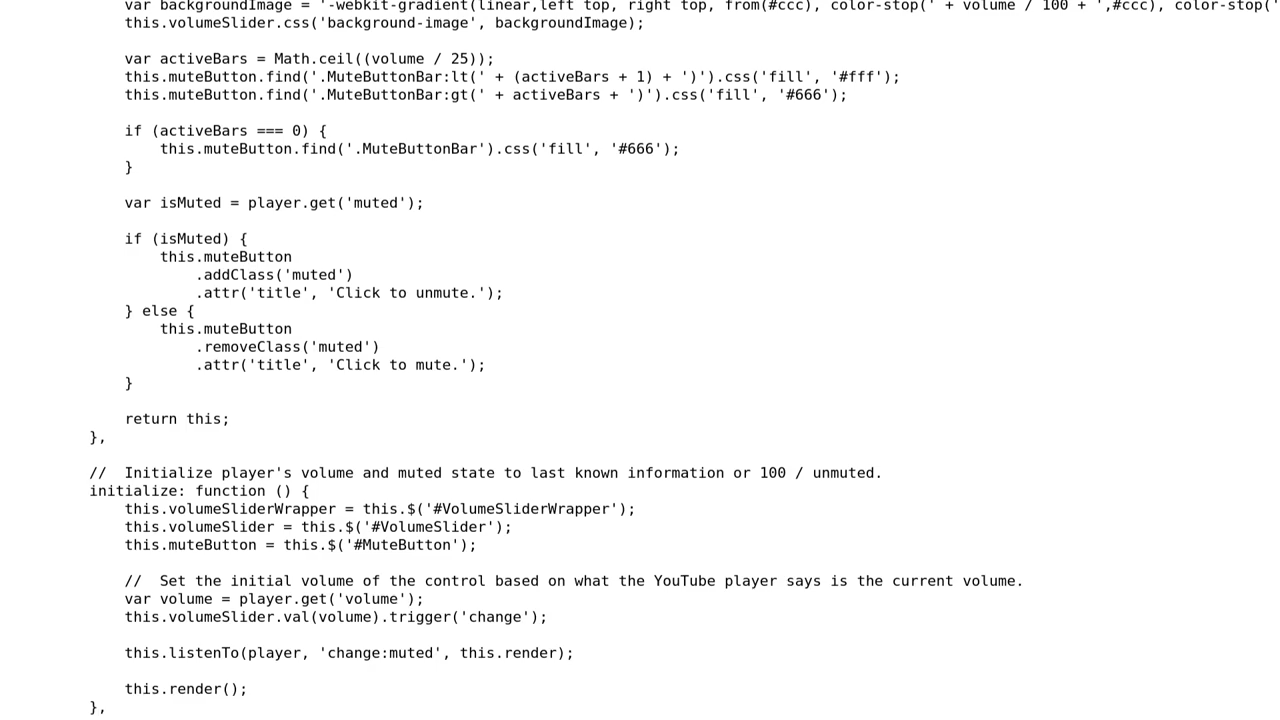 var backgroundImage = '-webkit-gradient(linear,left top, right top, from(#ccc), color-stop(' + volume / 100 + ',#ccc), color-stop('
this.volumeSlider.css('background-image', backgroundImage);
var activeBars = Math.ceil((volume / 25));
this.muteButton.find('.MuteButtonBar:lt(' + (activeBars + 1) + ')').css('fill', '#fff');
this.muteButton.find('.MuteButtonBar:gt(' + activeBars + ')').css('fill', '#666');
if (activeBars === 0) {
this.muteButton.find('.MuteButtonBar').css('fill', '#666');
}
var isMuted = player.get('muted');
if (isMuted) {
this.muteButton
.addClass('muted')
.attr('title', 'Click to unmute.');
} else {
this.muteButton
.removeClass('muted')
.attr('title', 'Click to mute.');
}
return this;
},
//  Initialize player's volume and muted state to last known information or 100 / unmuted.
initialize: function () {
this.volumeSliderWrapper = this.$('#VolumeSliderWrapper');
this.volumeSlider = this.$('#VolumeSlider');
this.muteButton = this.$('#MuteButton');
//  Set the initial volume of the control based on what the YouTube player says is the current volume.
var volume = player.get('volume');
this.volumeSlider.val(volume).trigger('change');
this.listenTo(player, 'change:muted', this.render);
this.render();
},